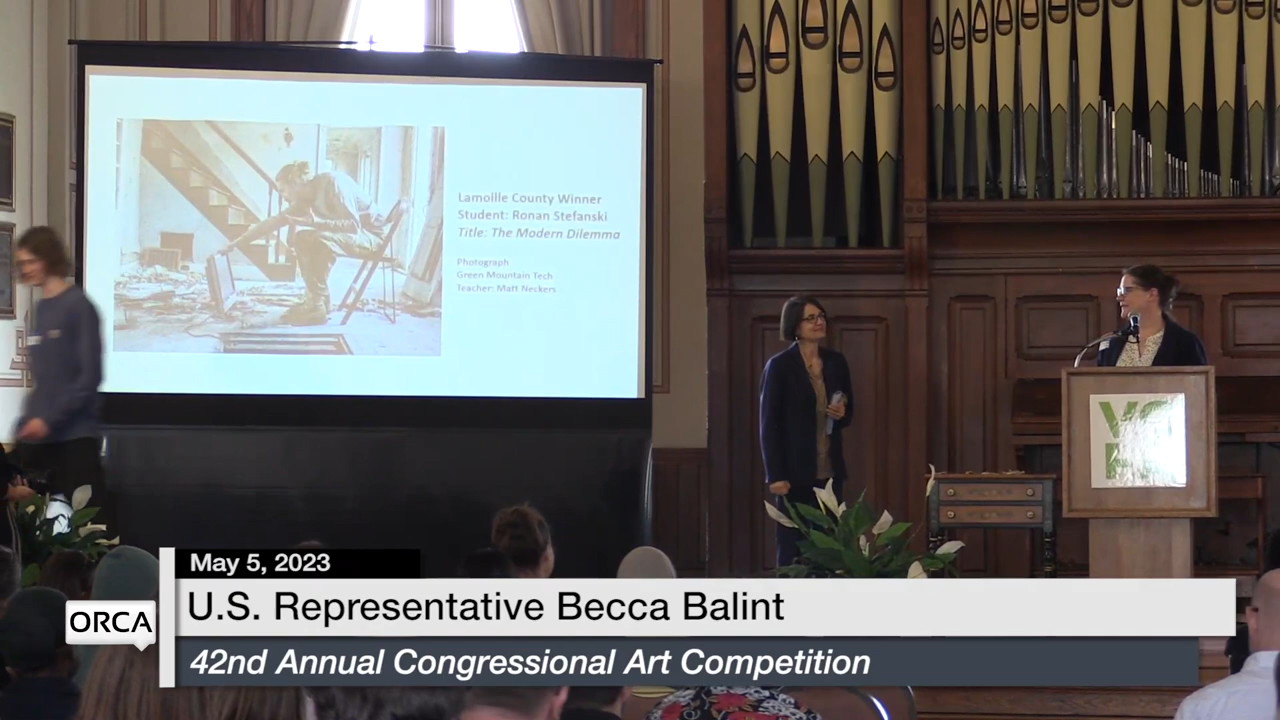 Lamoille County Winner
Student: Ronan Stefanski
Title: The Modern Dilemma
Photograph
Green Mountain Tech
Teacher: Matt Neckers
May 5, 2023
U.S. Representative Becca Balint
ORCA
42nd Annual Congressional Art Competition